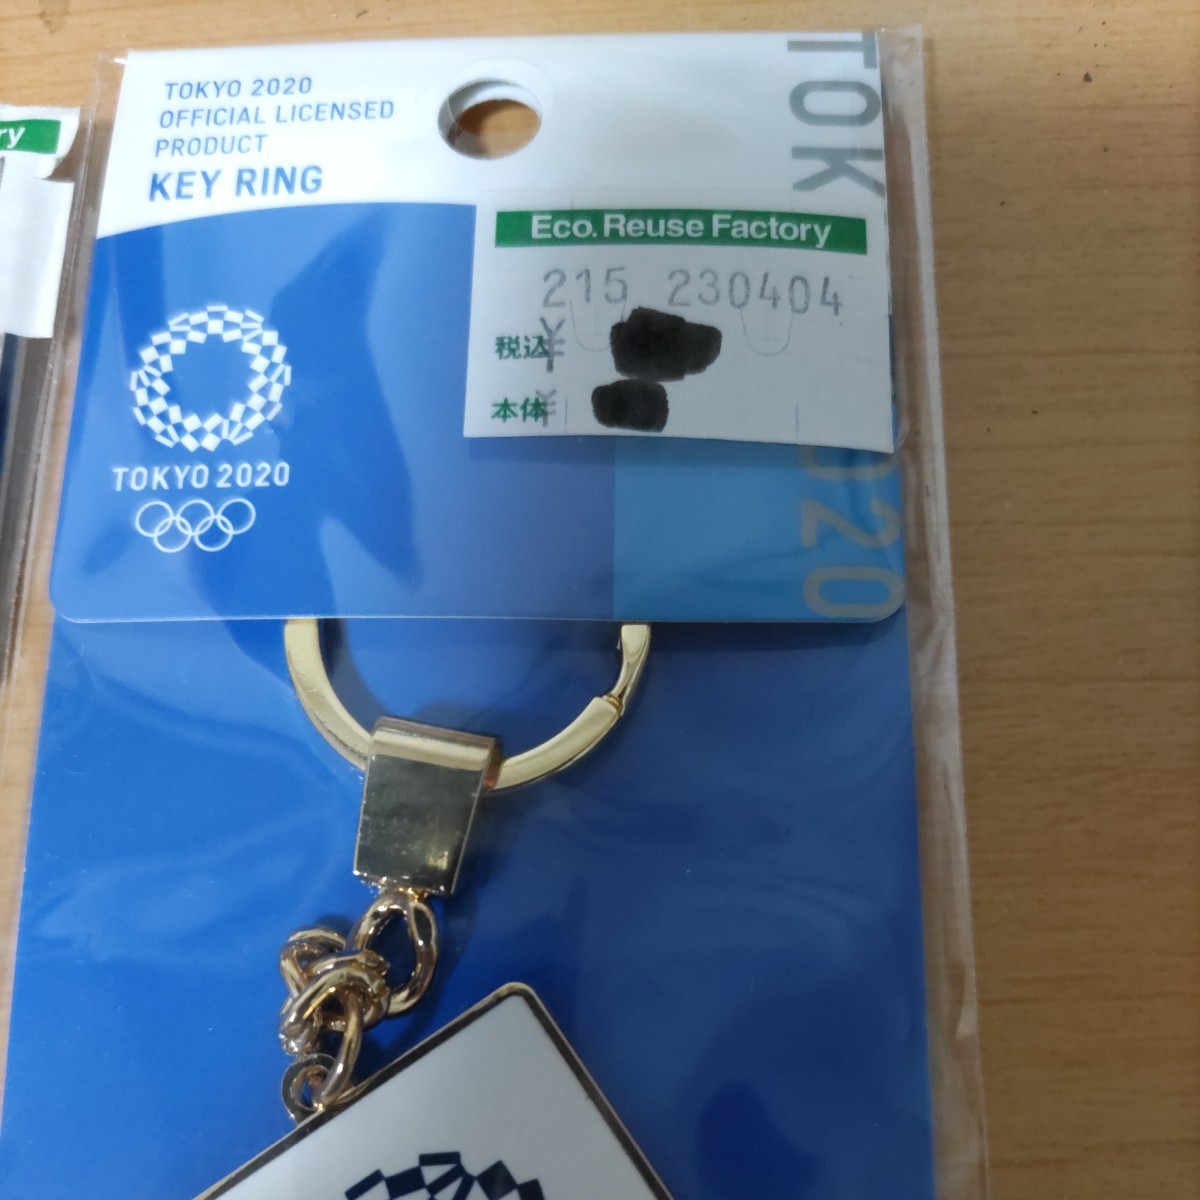 ry
TOKYO 2020
OFFICIAL LICENSED
PRODUCT
KEY RING
TOK
Eco. Reuse Factory
215 230404
税込 ¥
本体 ¥
TOKYO 2020
020